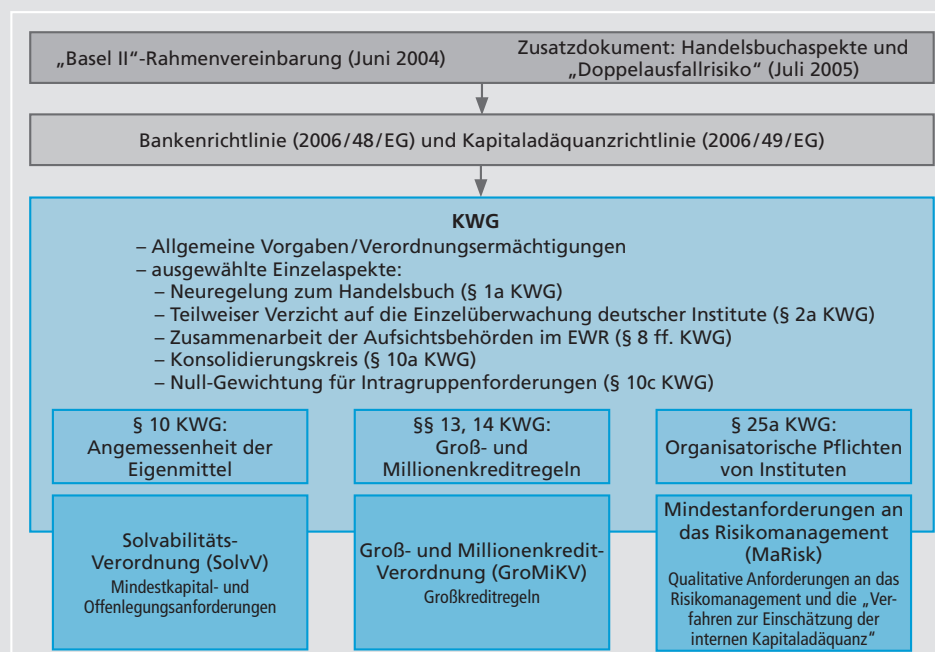 „Basel II“-Rahmenvereinbarung (Juni 2004)
Zusatzdokument: Handelsbuchaspekte und
„Doppelausfallrisiko“ (Juli 2005)
Bankenrichtlinie (2006/48/EG) und Kapitaladäquanzrichtlinie (2006/49/EG)
KWG
– Allgemeine Vorgaben/Verordnungsermächtigungen
– ausgewählte Einzelaspekte:
– Neuregelung zum Handelsbuch (§ 1a KWG)
– Teilweiser Verzicht auf die Einzelüberwachung deutscher Institute (§ 2a KWG)
– Zusammenarbeit der Aufsichtsbehörden im EWR (§ 8 ff. KWG)
– Konsolidierungskreis (§ 10a KWG)
– Null-Gewichtung für Intragruppenforderungen (§ 10c KWG)
§ 10 KWG:
Angemessenheit der
Eigenmittel
§§ 13, 14 KWG:
Groß- und
Millionenkreditregeln
§ 25a KWG:
Organisatorische Pflichten
von Instituten
Solvabilitäts-
Verordnung (SolvV)
Mindestkapital- und
Offenlegungsanforderungen
Groß- und Millionenkredit-
Verordnung (GroMiKV)
Großkreditregeln
Mindestanforderungen an
das Risikomanagement
(MaRisk)
Qualitative Anforderungen an das
Risikomanagement und die „Ver-
fahren zur Einschätzung der
internen Kapitaladäquanz“